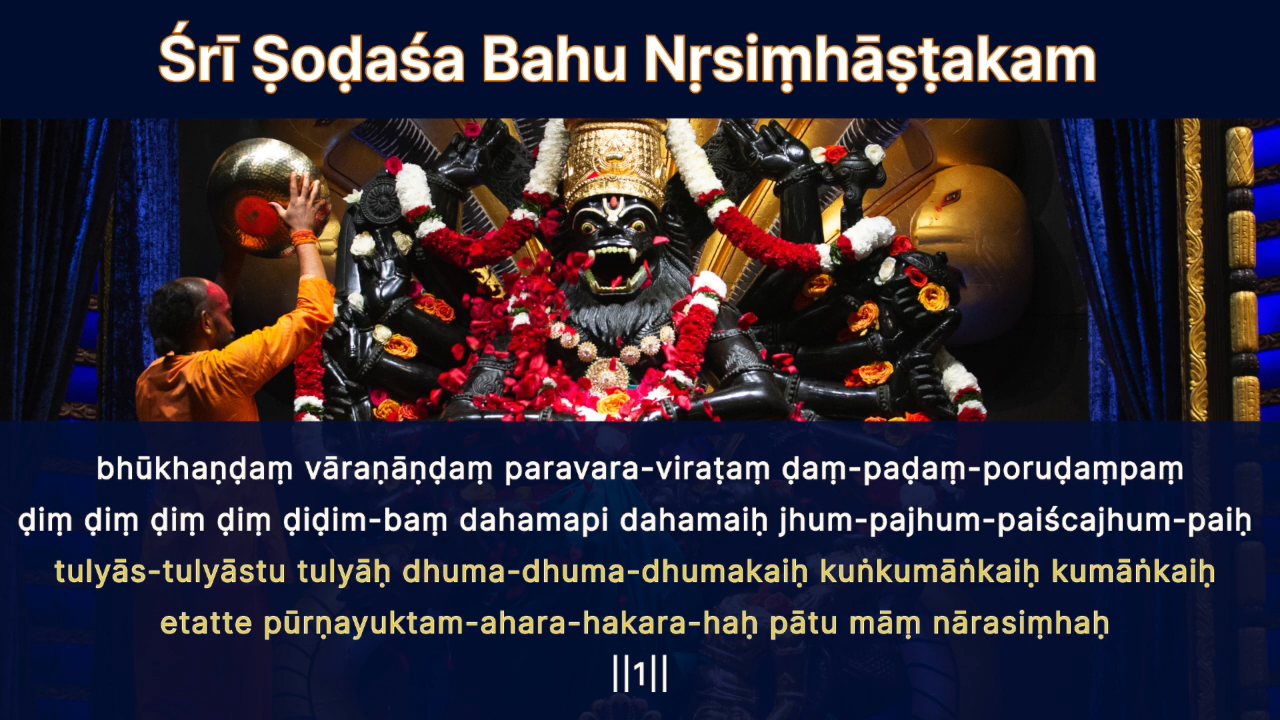 Śrī Ṣoḍaśa Bahu Nṛsiṃhāṣṭakam
bhūkhaṇḍaṃ vāraṇāṇḍaṃ paravara-viraṭaṃ ḍaṃ-paḍaṃ-poruḍaṃpaṃ
ḍiṃ ḍiṃ ḍiṃ ḍiṃ ḍiḍim-baṃ dahamapi dahamaiḥ jhum-pajhum-paiścajhum-paiḥ
tulyās-tulyāstu tulyāḥ dhuma-dhuma-dhumakaiḥ kuṅkumāṅkaiḥ kumāṅkaiḥ
etatte pūrṇayuktam-ahara-hakara-haḥ pātu māṃ nārasiṃhaḥ
||1||